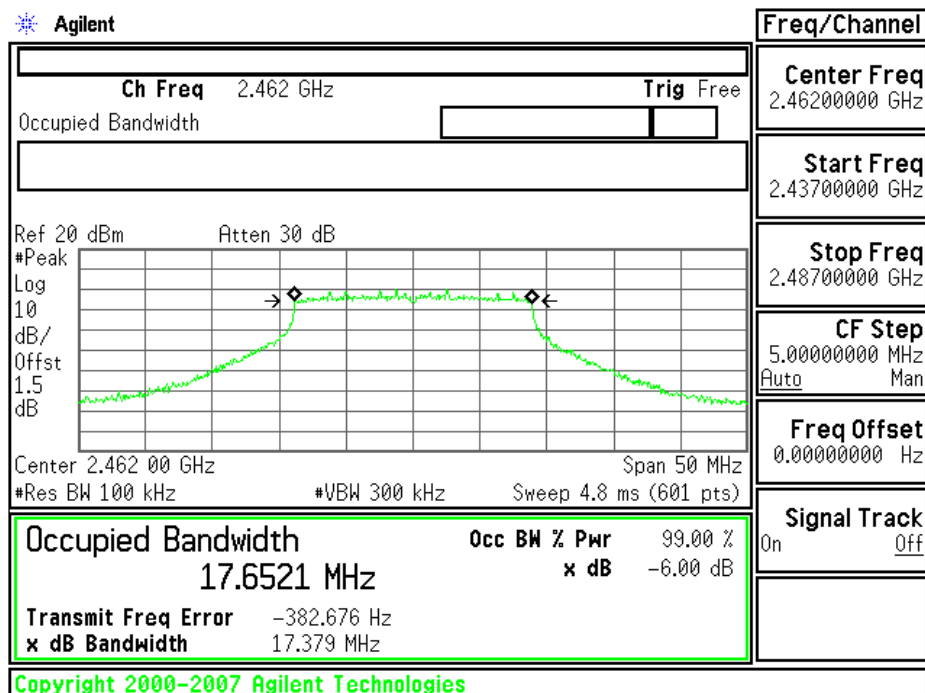 Agilent
Freq/Channel
Ch Freq 2.462 GHz Trig Free
Occupied Bandwidth
Center Freq
2.46200000 GHz
Start Freq
2.43700000 GHz
Stop Freq
2.48700000 GHz
CF Step
5.00000000 MHz
Auto Man
Freq Offset
0.00000000 Hz
Signal Track
On Off
Ref 20 dBm Atten 30 dB
#Peak
Log
10
dB/
Offst
1.5
dB
Center 2.462 00 GHz Span 50 MHz
#Res BW 100 kHz #VBW 300 kHz Sweep 4.8 ms (601 pts)
Occupied Bandwidth Occ BW % Pwr 99.00 %
17.6521 MHz x dB -6.00 dB
Transmit Freq Error -382.676 Hz
x dB Bandwidth 17.379 MHz
Copyright 2000-2007 Agilent Technologies